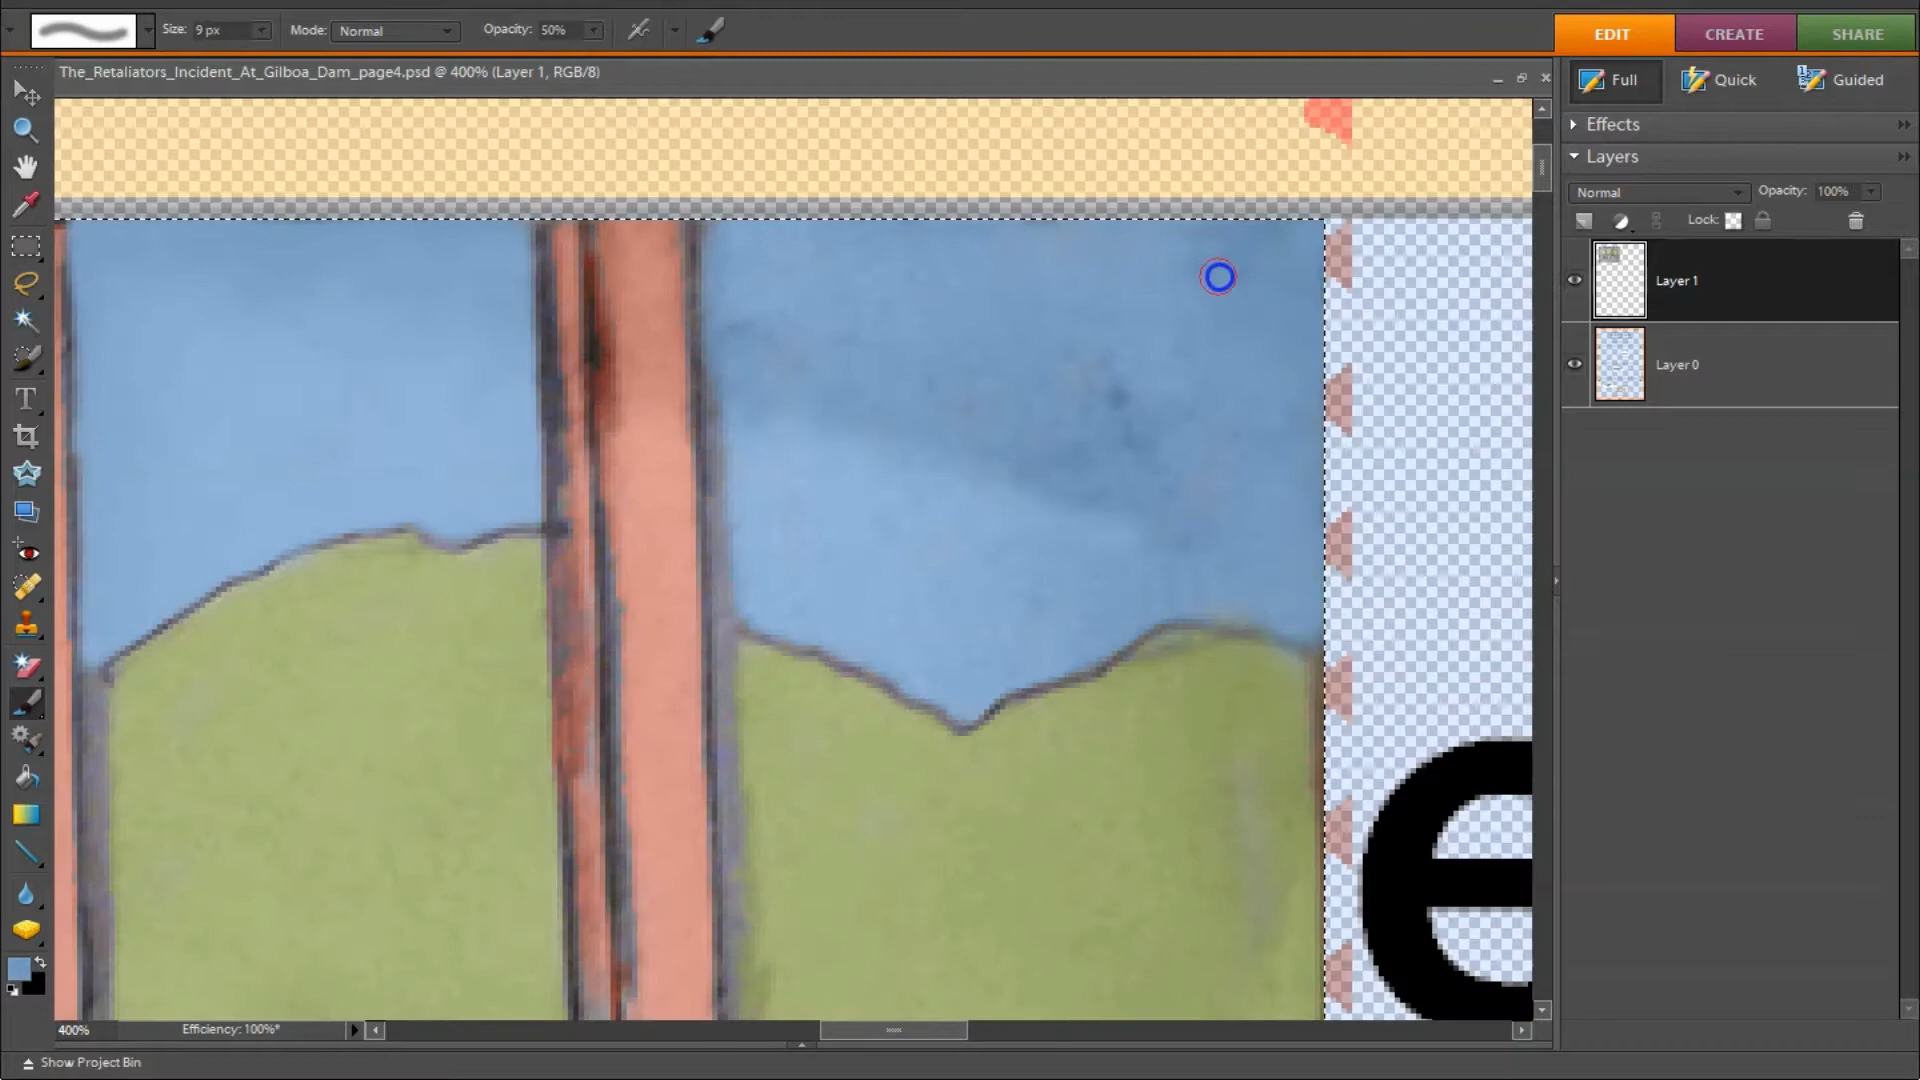 Size: 9 px Mode: Normal Opacity: 50% EDIT CREATE SHARE
The_Retaliators_Incident_At_Gilboa_Dam_page4.psd @ 400% (Layer 1, RGB/8)
Full Quick Guided
Effects
Layers
Normal Opacity: 100%
Lock:
Layer 1
Layer 0
e
400% Efficiency: 100%*
Show Project Bin